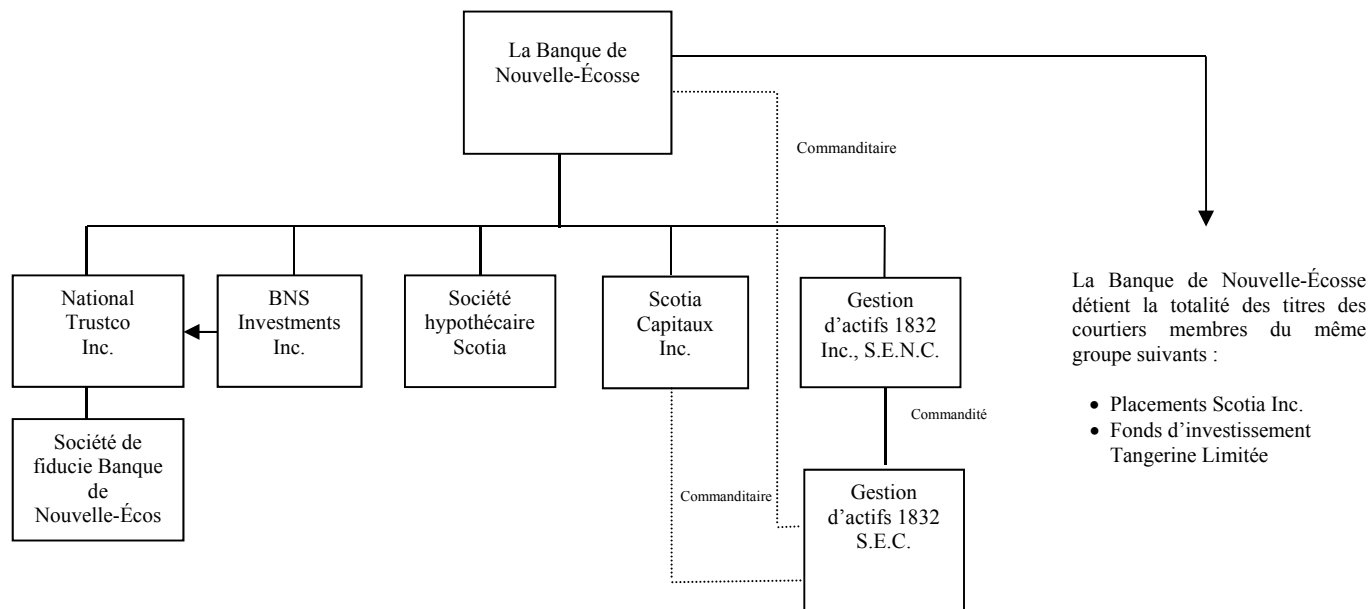 La Banque de
Nouvelle-Écosse
Commanditaire
National
Trustco
Inc.
BNS
Investments
Inc.
Société
hypothécaire
Scotia
Scotia
Capitaux
Inc.
Gestion
d'actifs 1832
Inc., S.E.N.C.
La Banque de Nouvelle-Écosse
détient la totalité des titres des
courtiers membres du même
groupe suivants :
• Placements Scotia Inc.
• Fonds d'investissement
Tangerine Limitée
Commandité
Société de
fiducie Banque
de
Nouvelle-Écos
Commanditaire
Gestion
d'actifs 1832
S.E.C.